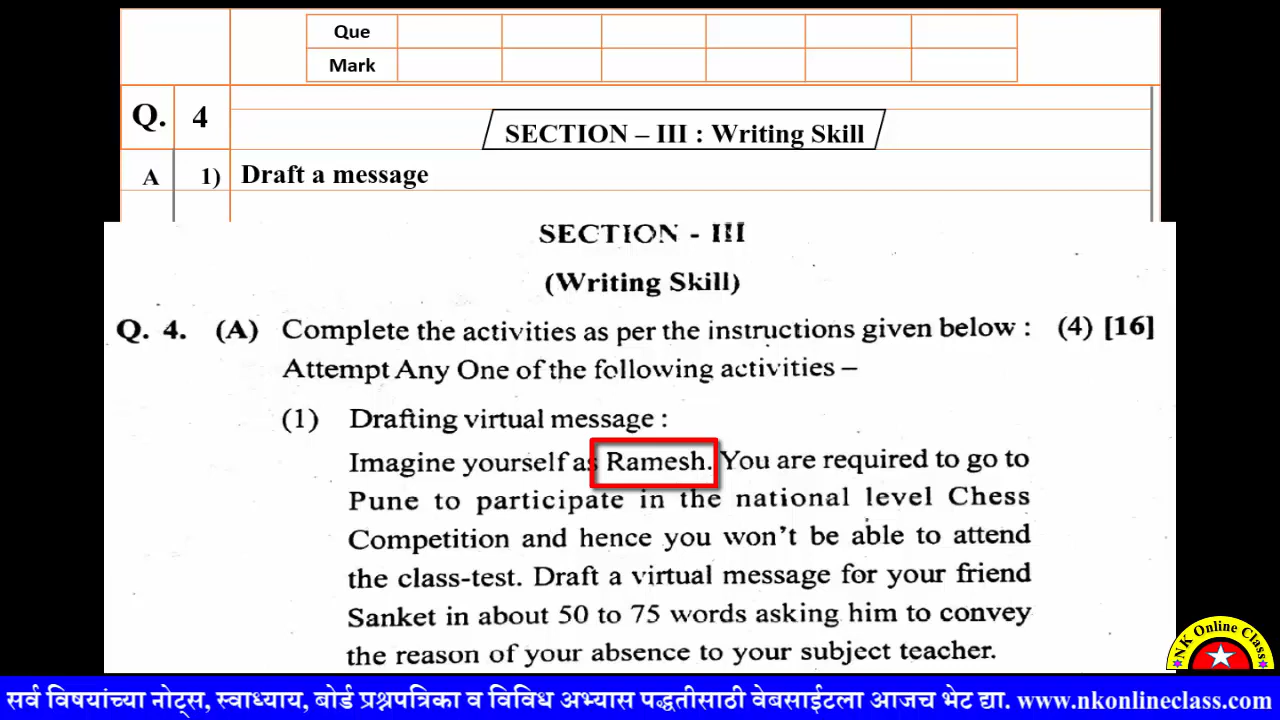 Que
Mark
Q. 4
SECTION – III : Writing Skill
A 1) Draft a message
SECTION - III
(Writing Skill)
Q. 4. (A) Complete the activities as per the instructions given below : (4) [16]
Attempt Any One of the following activities –
(1) Drafting virtual message :
Imagine yourself as Ramesh. You are required to go to
Pune to participate in the national level Chess
Competition and hence you won't be able to attend
the class-test. Draft a virtual message for your friend
Sanket in about 50 to 75 words asking him to convey
the reason of your absence to your subject teacher.
NK Online Class
सर्व विषयांच्या नोट्स, स्वाध्याय, बोर्ड प्रश्नपत्रिका व विविध अभ्यास पद्धतीसाठी वेबसाईटला आजच भेट द्या. www.nkonlineclass.com